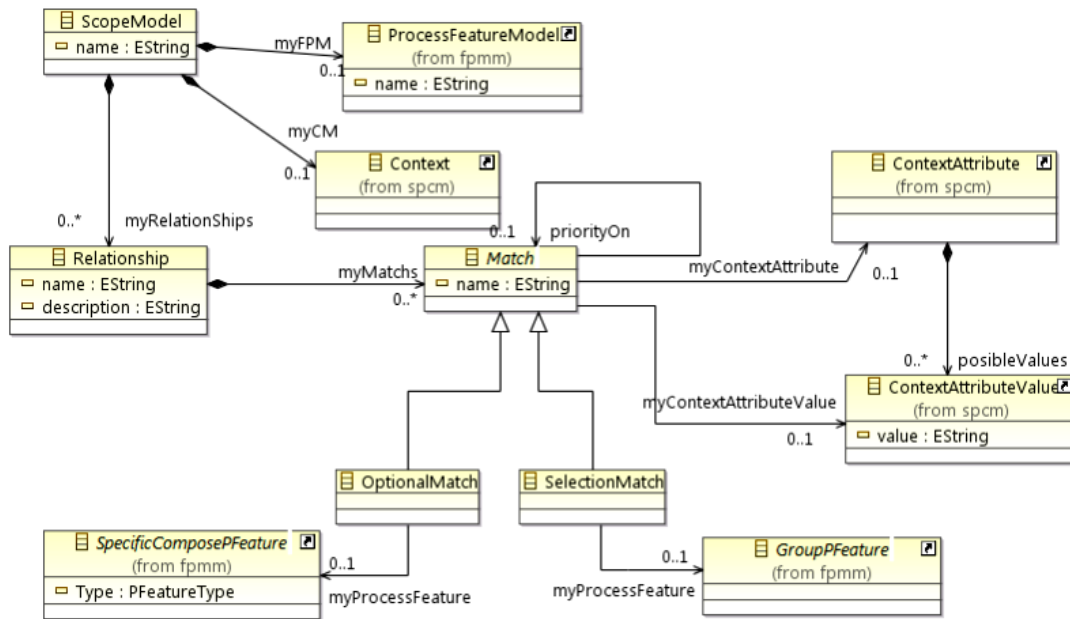 ScopeModel
name : EString
myFPM
0..1
ProcessFeatureModel
(from fpmm)
name : EString
myCM
0..1
Context
(from spcm)
ContextAttribute
(from spcm)
0..*
myRelationShips
0..1
priorityOn
Relationship
name : EString
description : EString
myMatchs
0..*
Match
name : EString
myContextAttribute
0..1
0..*
posibleValues
ContextAttributeValue
(from spcm)
value : EString
myContextAttributeValue
0..1
OptionalMatch
SelectionMatch
SpecificComposePFeature
(from fpmm)
Type : PFeatureType
0..1
myProcessFeature
0..1
myProcessFeature
GroupPFeature
(from fpmm)